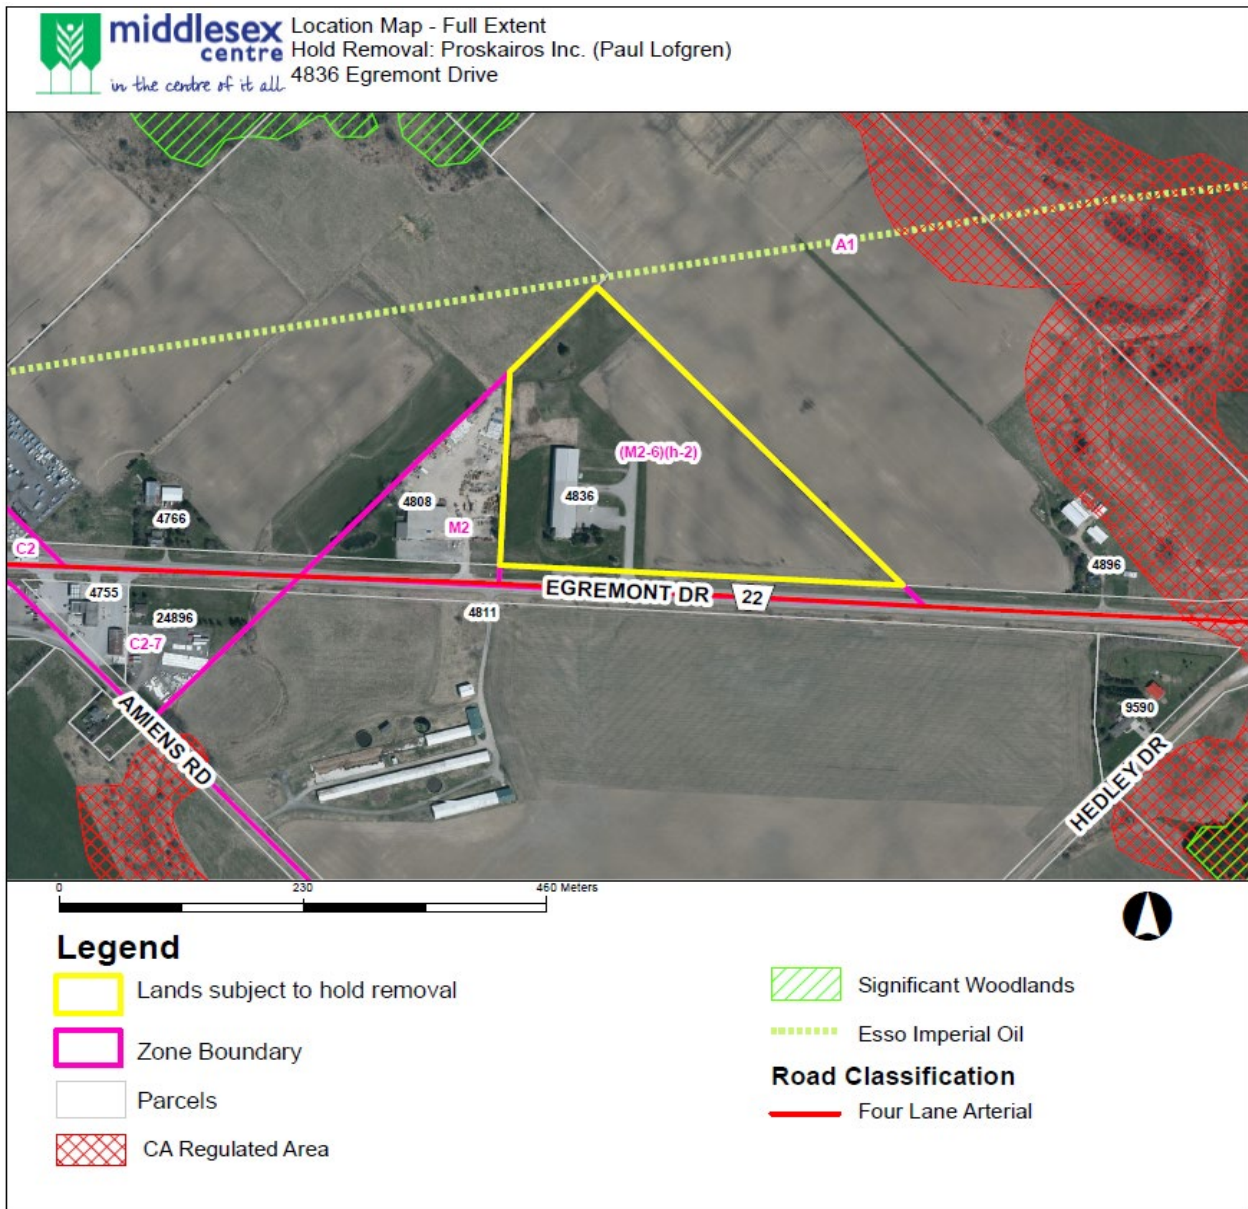 middlesex
centre
in the centre of it all
Location Map - Full Extent
Hold Removal: Proskairos Inc. (Paul Lofgren)
4836 Egremont Drive
A1
(M2-6)(h-2)
4808
4836
4766
M2
C2
4896
4755
EGREMONT DR
22
24896
4811
C2-7
AMIENS RD
9590
HEDLEY DR
0
230
460 Meters
Legend
Lands subject to hold removal
Zone Boundary
Parcels
CA Regulated Area
Significant Woodlands
Esso Imperial Oil
Road Classification
Four Lane Arterial